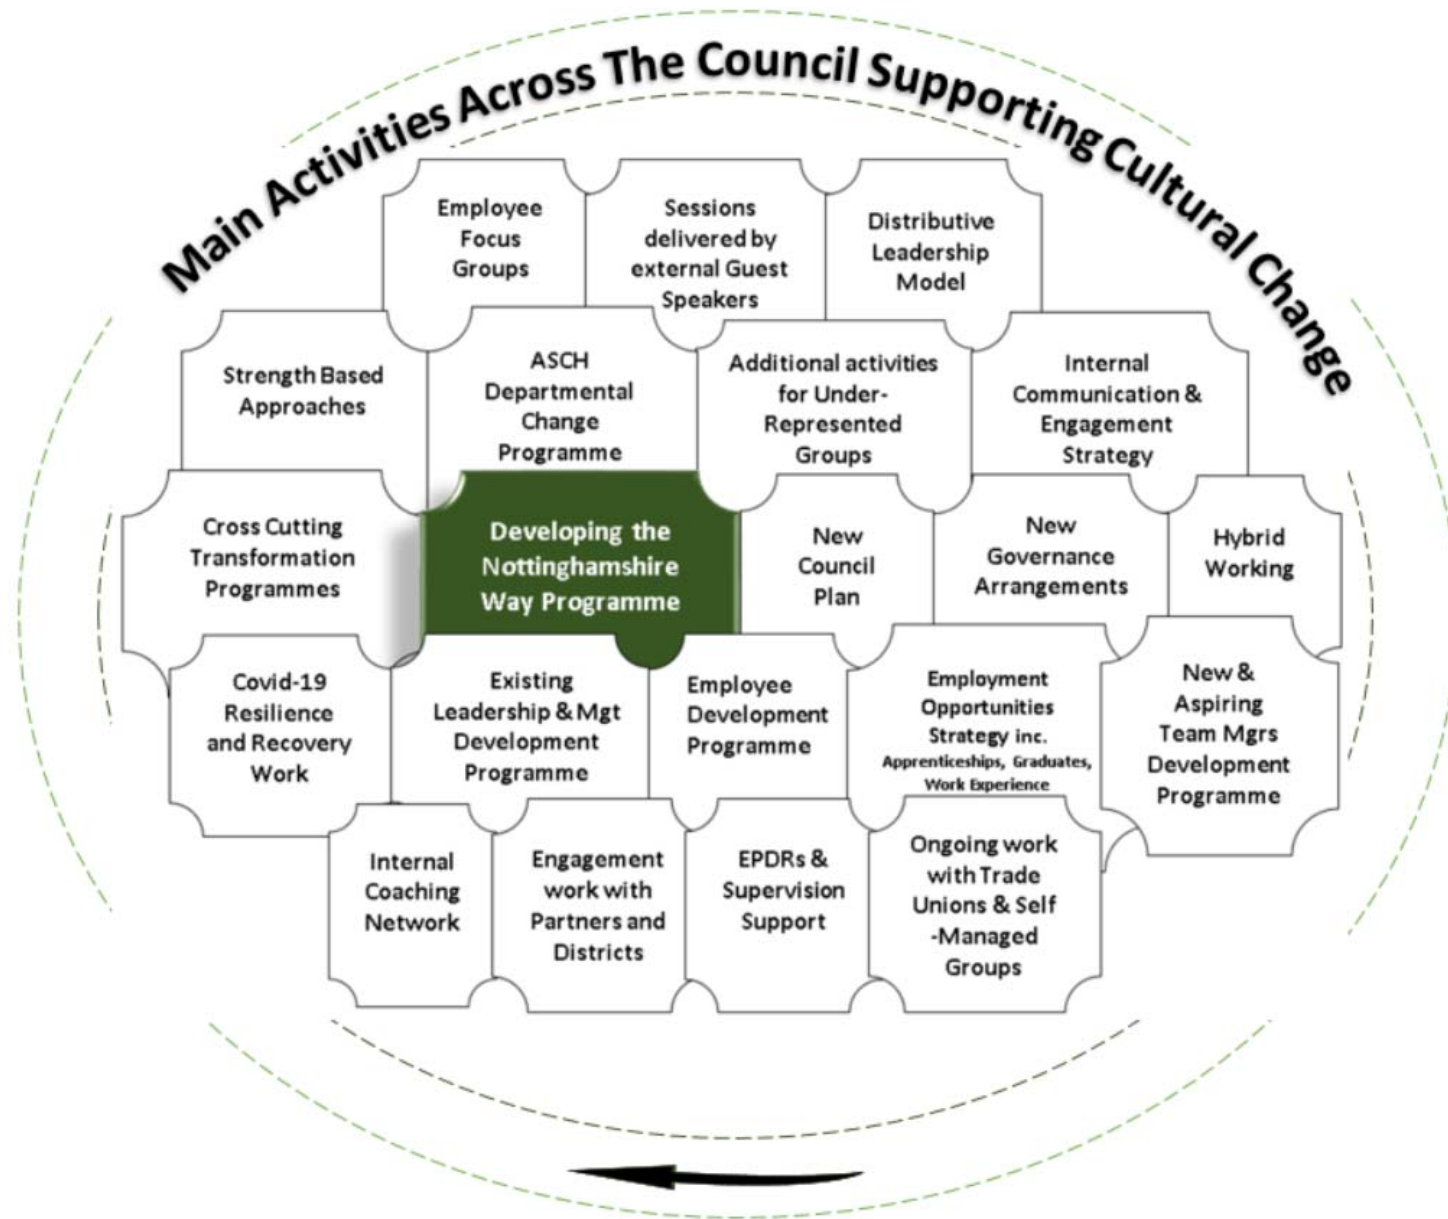 Main Activities Across The Council Supporting Cultural Change
Employee
Focus
Groups
Sessions
delivered by
external Guest
Speakers
Distributive
Leadership
Model
Strength Based
Approaches
ASCH
Departmental
Change
Programme
Additional activities
for Under-
Represented
Groups
Internal
Communication &
Engagement
Strategy
Cross Cutting
Transformation
Programmes
Developing the
Nottinghamshire
Way Programme
New
Council
Plan
New
Governance
Arrangements
Hybrid
Working
Covid-19
Resilience
and Recovery
Work
Existing
Leadership & Mgt
Development
Programme
Employee
Development
Programme
Employment
Opportunities
Strategy inc.
Apprenticeships, Graduates,
Work Experience
New &
Aspiring
Team Mgrs
Development
Programme
Internal
Coaching
Network
Engagement
work with
Partners and
Districts
EPDRs &
Supervision
Support
Ongoing work
with Trade
Unions & Self
-Managed
Groups